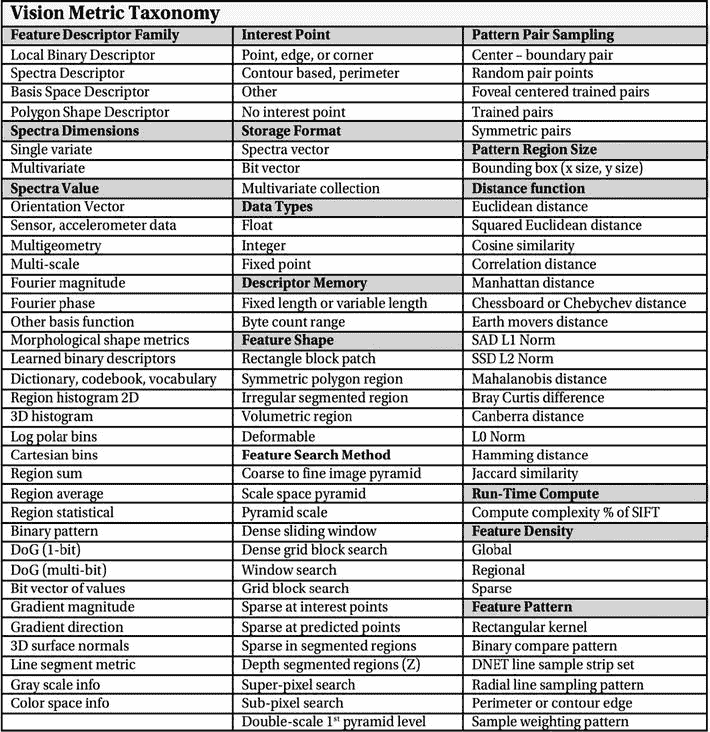 Vision Metric Taxonomy
Feature Descriptor Family
Local Binary Descriptor
Spectra Descriptor
Basis Space Descriptor
Polygon Shape Descriptor
Spectra Dimensions
Single variate
Multivariate
Spectra Value
Orientation Vector
Sensor, accelerometer data
Multigeometry
Multi-scale
Fourier magnitude
Fourier phase
Other basis function
Morphological shape metrics
Learned binary descriptors
Dictionary, codebook, vocabulary
Region histogram 2D
3D histogram
Log polar bins
Cartesian bins
Region sum
Region average
Region statistical
Binary pattern
DoG (1-bit)
DoG (multi-bit)
Bit vector of values
Gradient magnitude
Gradient direction
3D surface normals
Line segment metric
Gray scale info
Color space info
Interest Point
Point, edge, or corner
Contour based, perimeter
Other
No interest point
Storage Format
Spectra vector
Bit vector
Multivariate collection
Data Types
Float
Integer
Fixed point
Descriptor Memory
Fixed length or variable length
Byte count range
Feature Shape
Rectangle block patch
Symmetric polygon region
Irregular segmented region
Volumetric region
Deformable
Feature Search Method
Coarse to fine image pyramid
Scale space pyramid
Pyramid scale
Dense sliding window
Dense grid block search
Window search
Grid block search
Sparse at interest points
Sparse at predicted points
Sparse in segmented regions
Depth segmented regions (Z)
Super-pixel search
Sub-pixel search
Double-scale 1st pyramid level
Pattern Pair Sampling
Center – boundary pair
Random pair points
Foveal centered trained pairs
Trained pairs
Symmetric pairs
Pattern Region Size
Bounding box (x size, y size)
Distance function
Euclidean distance
Squared Euclidean distance
Cosine similarity
Correlation distance
Manhattan distance
Chessboard or Chebychev distance
Earth movers distance
SAD L1 Norm
SSD L2 Norm
Mahalanobis distance
Bray Curtis difference
Canberra distance
L0 Norm
Hamming distance
Jaccard similarity
Run-Time Compute
Compute complexity % of SIFT
Feature Density
Global
Regional
Sparse
Feature Pattern
Rectangular kernel
Binary compare pattern
DNET line sample strip set
Radial line sampling pattern
Perimeter or contour edge
Sample weighting pattern